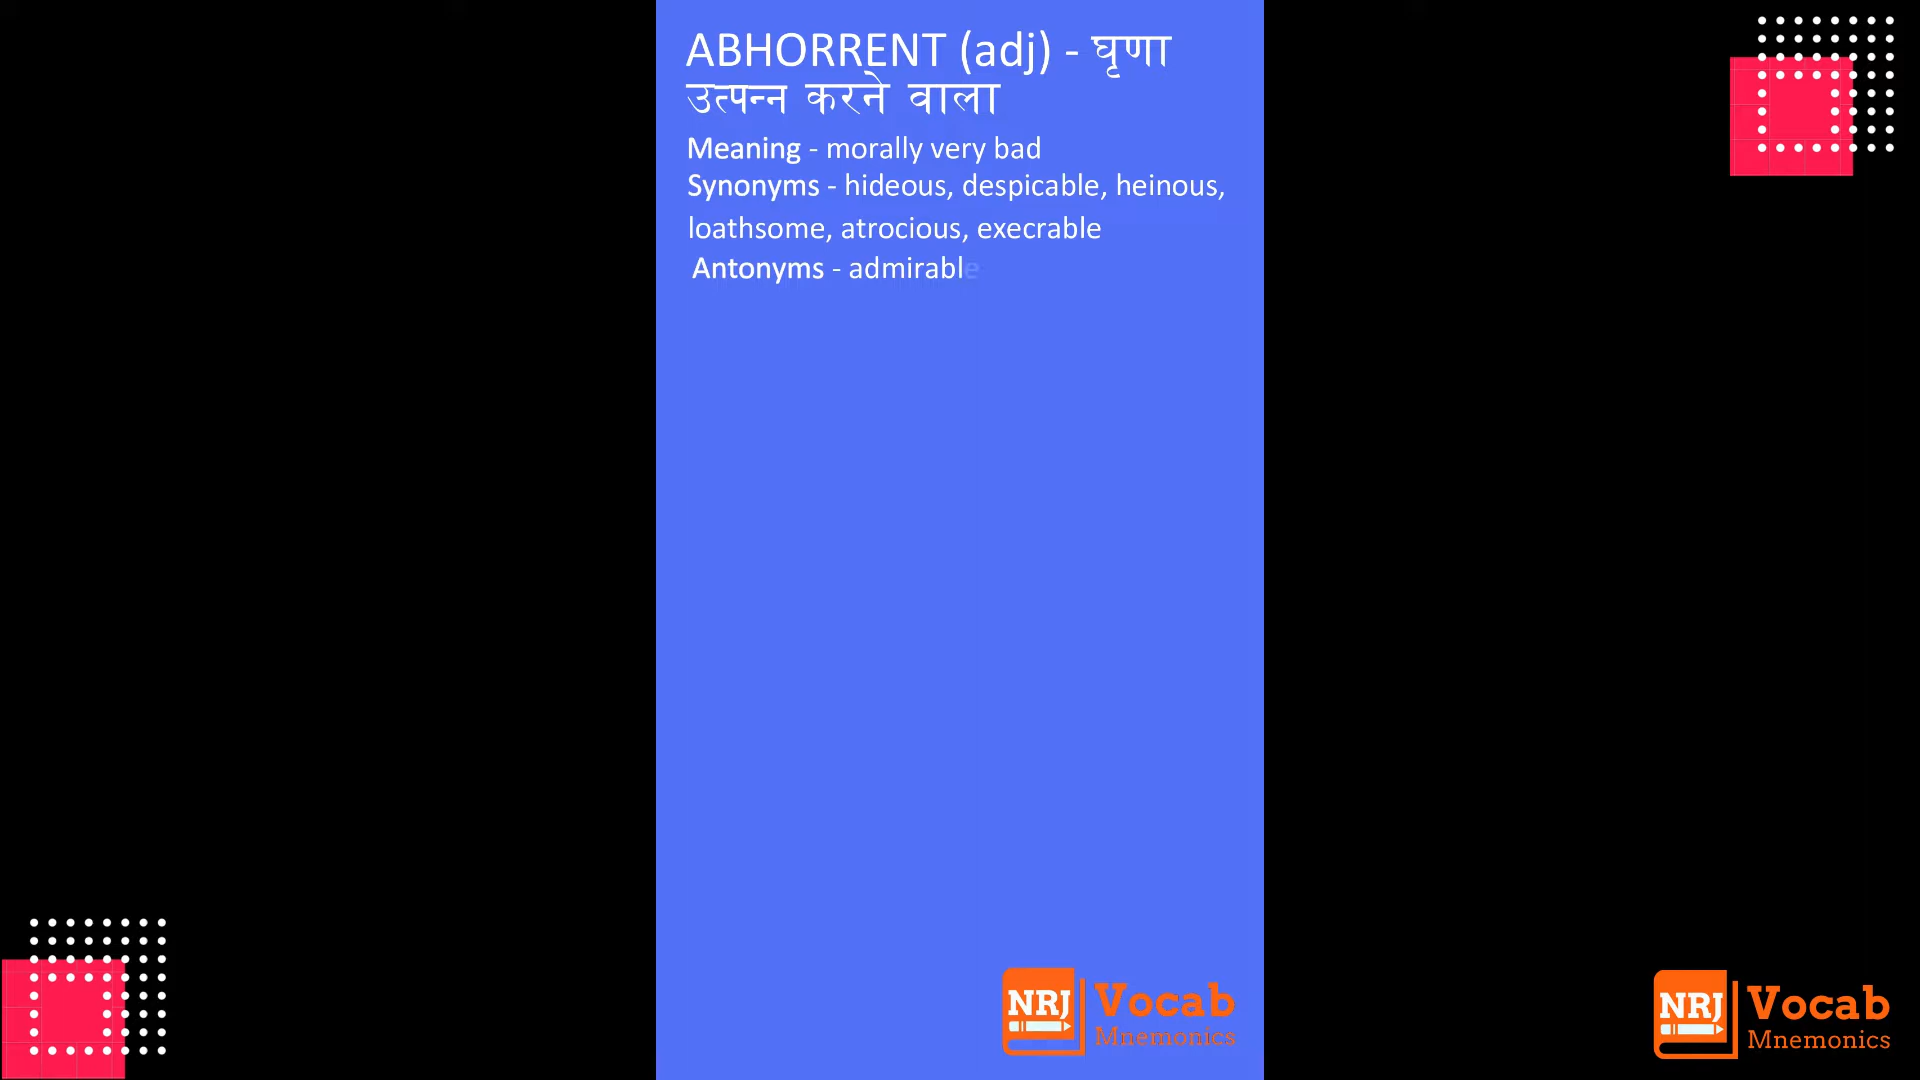 ABHORRENT (adj) - घृणा
उत्पन्न करने वाला
Meaning - morally very bad
Synonyms - hideous, despicable, heinous,
loathsome, atrocious, execrable
Antonyms - admirable
NRJ Vocab
Mnemonics
NRJ Vocab
Mnemonics